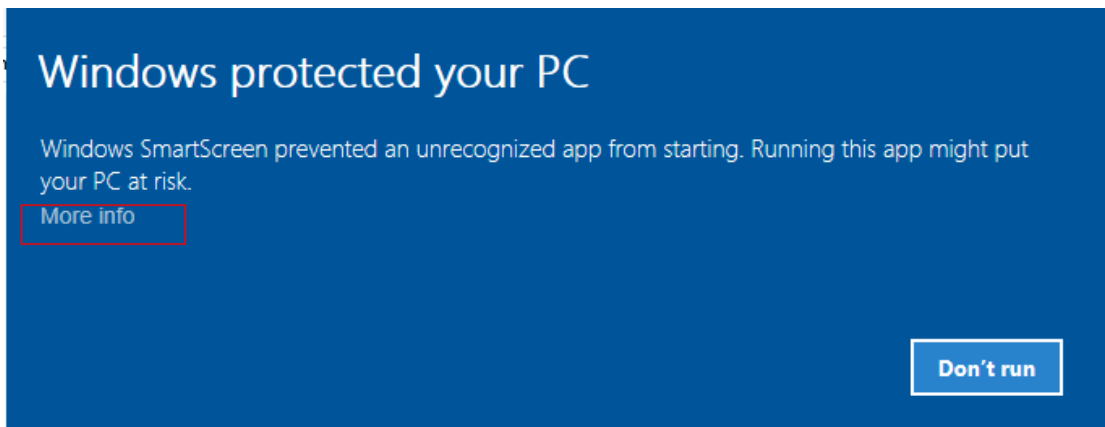 Windows protected your PC
Windows SmartScreen prevented an unrecognized app from starting. Running this app might put
your PC at risk.
More info
Don't run